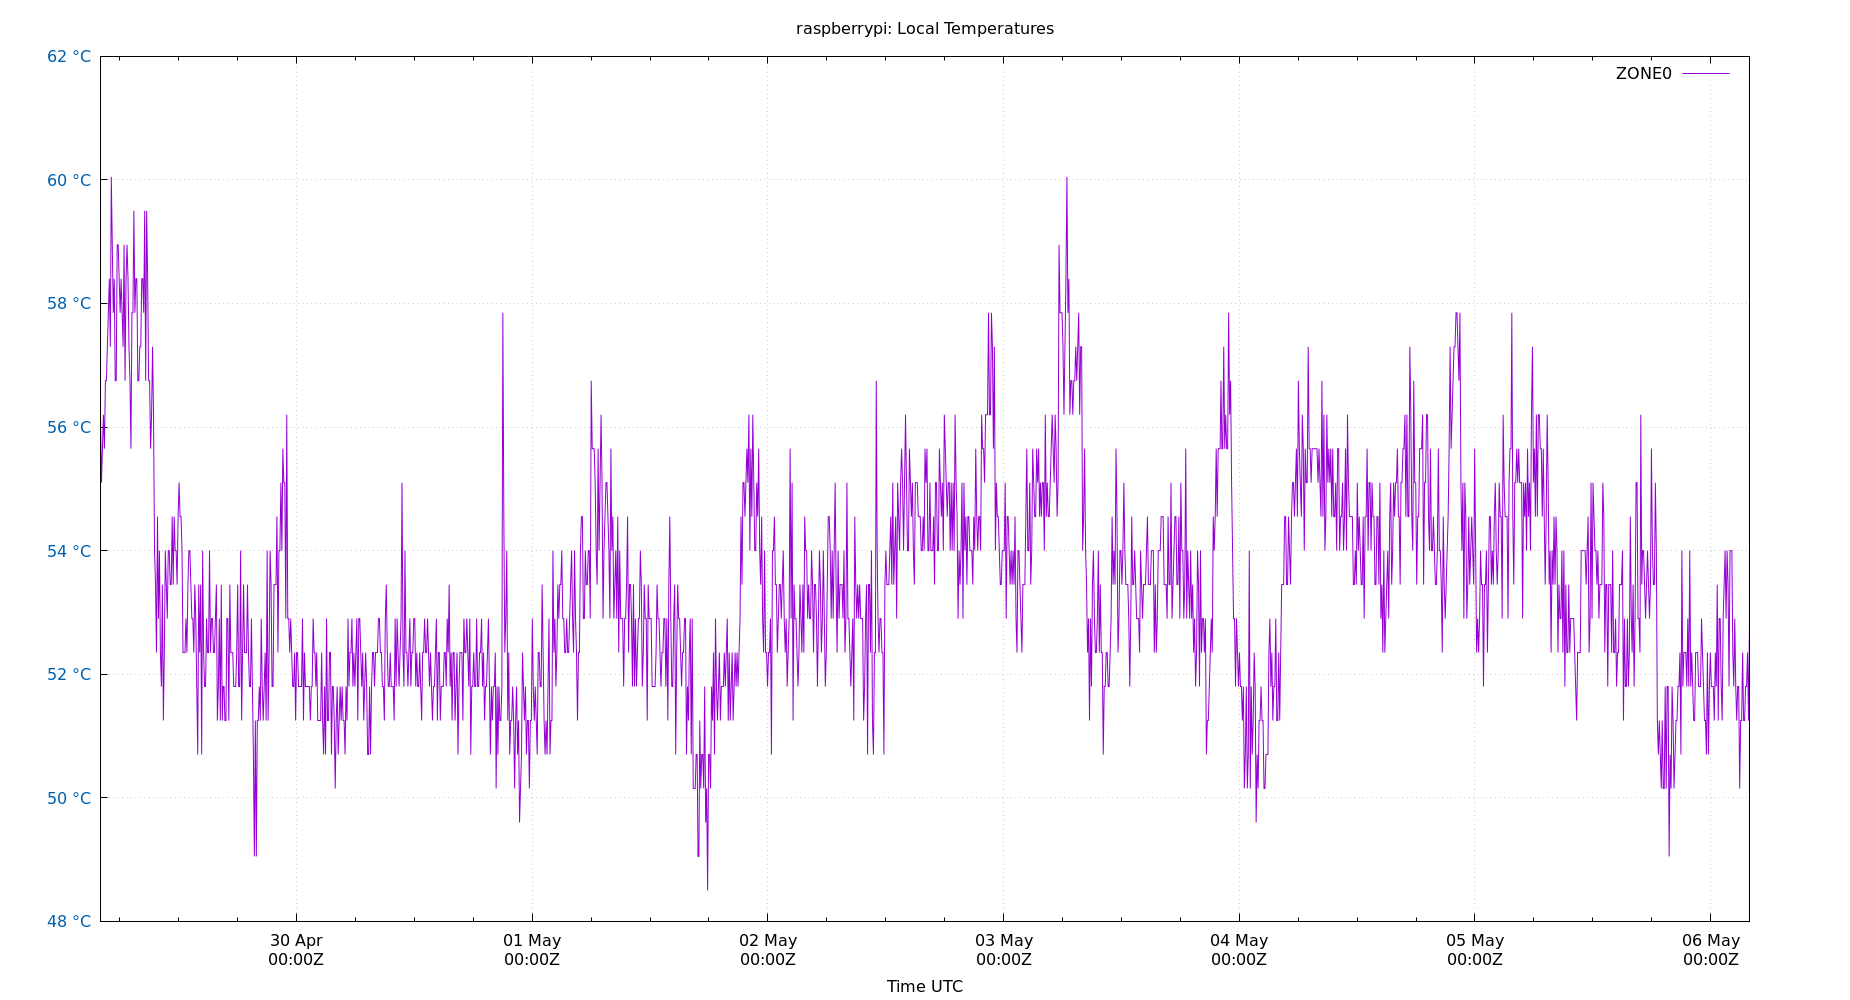 raspberrypi: Local Temperatures
62 °C
ZONE0
60 °C
58 °C
56 °C
54 °C
52 °C
50 °C
48 °C
30 Apr 01 May 02 May 03 May 04 May 05 May 06 May
00:00Z 00:00Z 00:00Z 00:00Z 00:00Z 00:00Z 00:00Z
Time UTC